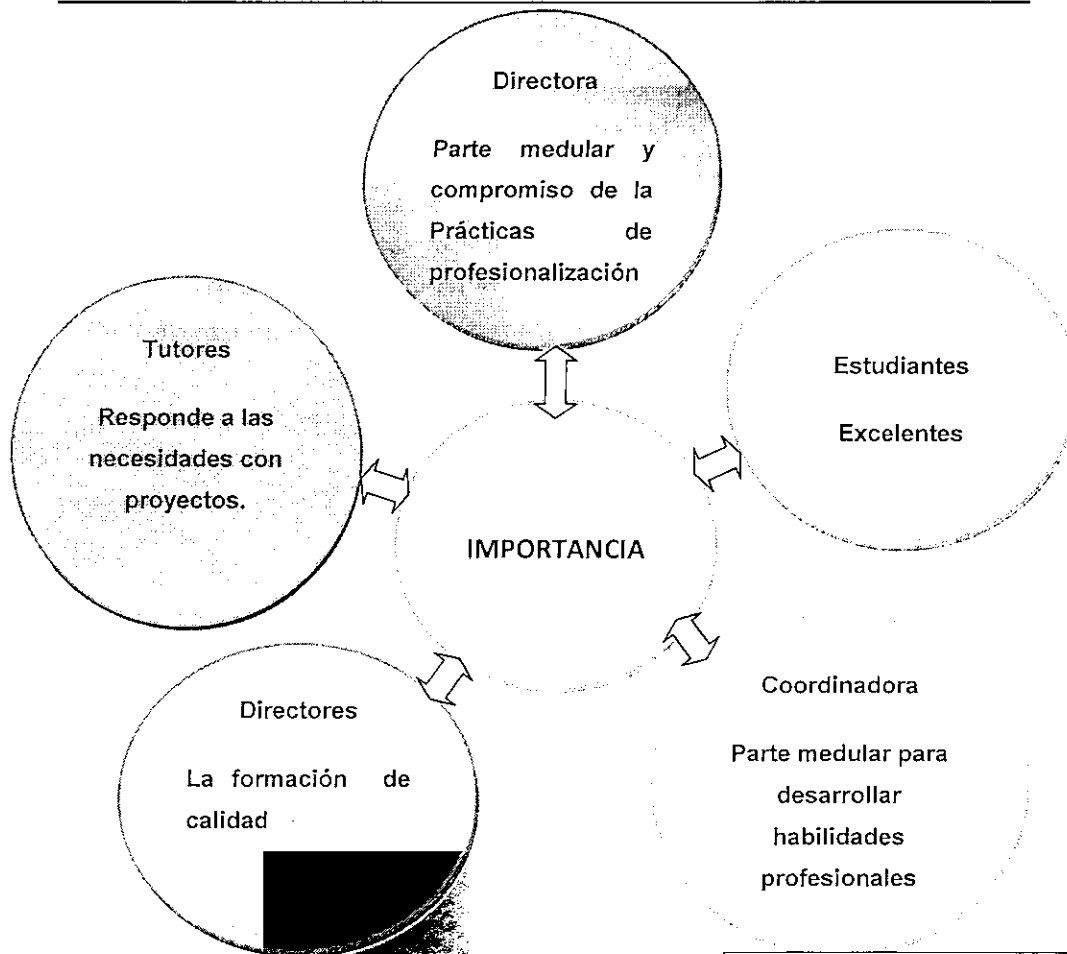 Directora
Parte medular y
compromiso de la
Prácticas de
profesionalización
Estudiantes
Excelentes
Tutores
Responde a las
necesidades con
proyectos.
IMPORTANCIA
Coordinadora
Parte medular para
desarrollar
habilidades
profesionales
Directores
La formación de
calidad